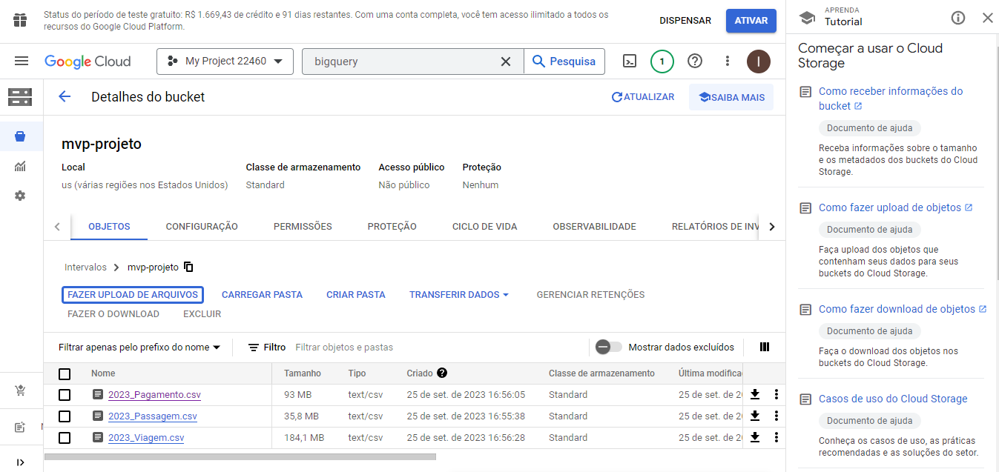 Status do período de teste gratuito: R$ 1.669,43 de crédito e 91 dias restantes. Com uma conta completa, você tem acesso ilimitado a todos os
recursos do Google Cloud Platform.
DISPENSAR
ATIVAR
Google Cloud
My Project 22460
bigquery
Pesquisa
1
I
Detalhes do bucket
ATUALIZAR
SAIBA MAIS
mvp-projeto
Local
Classe de armazenamento
Acesso público
Proteção
us (várias regiões nos Estados Unidos)
Standard
Não público
Nenhum
OBJETOS
CONFIGURAÇÃO
PERMISSÕES
PROTEÇÃO
CICLO DE VIDA
OBSERVABILIDADE
RELATÓRIOS DE INV
Intervalos
mvp-projeto
FAZER UPLOAD DE ARQUIVOS
CARREGAR PASTA
CRIAR PASTA
TRANSFERIR DADOS
GERENCIAR RETENÇÕES
FAZER O DOWNLOAD
EXCLUIR
Filtrar apenas pelo prefixo do nome
Filtro
Filtrar objetos e pastas
Mostrar dados excluídos
Nome
Tamanho
Tipo
Criado
Classe de armazenamento
Última modifica
2023_Pagamento.csv
93 MB
text/csv
25 de set. de 2023 16:56:05
Standard
25 de set. de 20
2023_Passagem.csv
35,8 MB
text/csv
25 de set. de 2023 16:55:38
Standard
25 de set. de 20
2023_Viagem.csv
184,1 MB
text/csv
25 de set. de 2023 16:56:28
Standard
25 de set. de 20
APRENDA
Tutorial
Começar a usar o Cloud
Storage
Como receber informações do
bucket
Documento de ajuda
Receba informações sobre o tamanho
e os metadados dos buckets do Cloud
Storage.
Como fazer upload de objetos
Documento de ajuda
Faça upload dos objetos que
contenham seus dados para seus
buckets do Cloud Storage.
Como fazer download de objetos
Documento de ajuda
Faça o download dos objetos nos
buckets do Cloud Storage.
Casos de uso do Cloud Storage
Documento de ajuda
Conheça os casos de uso, as práticas
recomendadas e as soluções do setor.